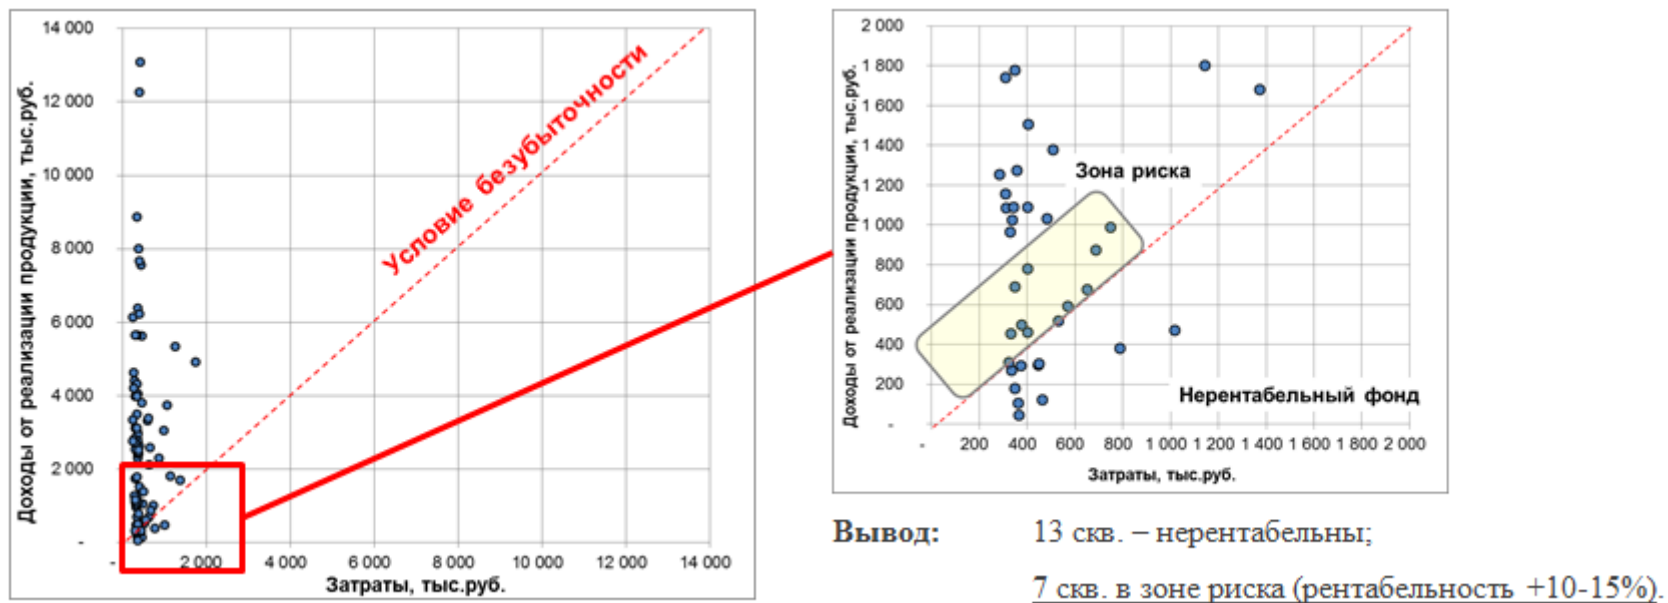 14 000
12 000
10 000
8 000
6 000
4 000
2 000
-
Доходы от реализации продукции, тыс.руб.
Условие безубыточности
- 2 000 4 000 6 000 8 000 10 000 12 000 14 000
Затраты, тыс.руб.
2 000
1 800
1 600
1 400
1 200
1 000
800
600
400
200
-
Доходы от реализации продукции, тыс.руб.
Зона риска
Нерентабельный фонд
- 200 400 600 800 1 000 1 200 1 400 1 600 1 800 2 000
Затраты, тыс.руб.
Вывод: 13 скв. – нерентабельны;
7 скв. в зоне риска (рентабельность +10-15%).